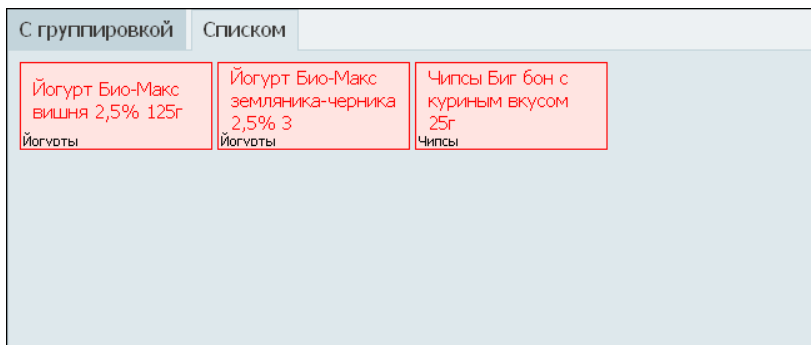 С группировкой Списком
Йогурт Био-Макс
вишня 2,5% 125г
Йогурты
Йогурт Био-Макс
земляника-черника
2,5% 3
Йогурты
Чипсы Биг бон с
куриным вкусом
25г
Чипсы